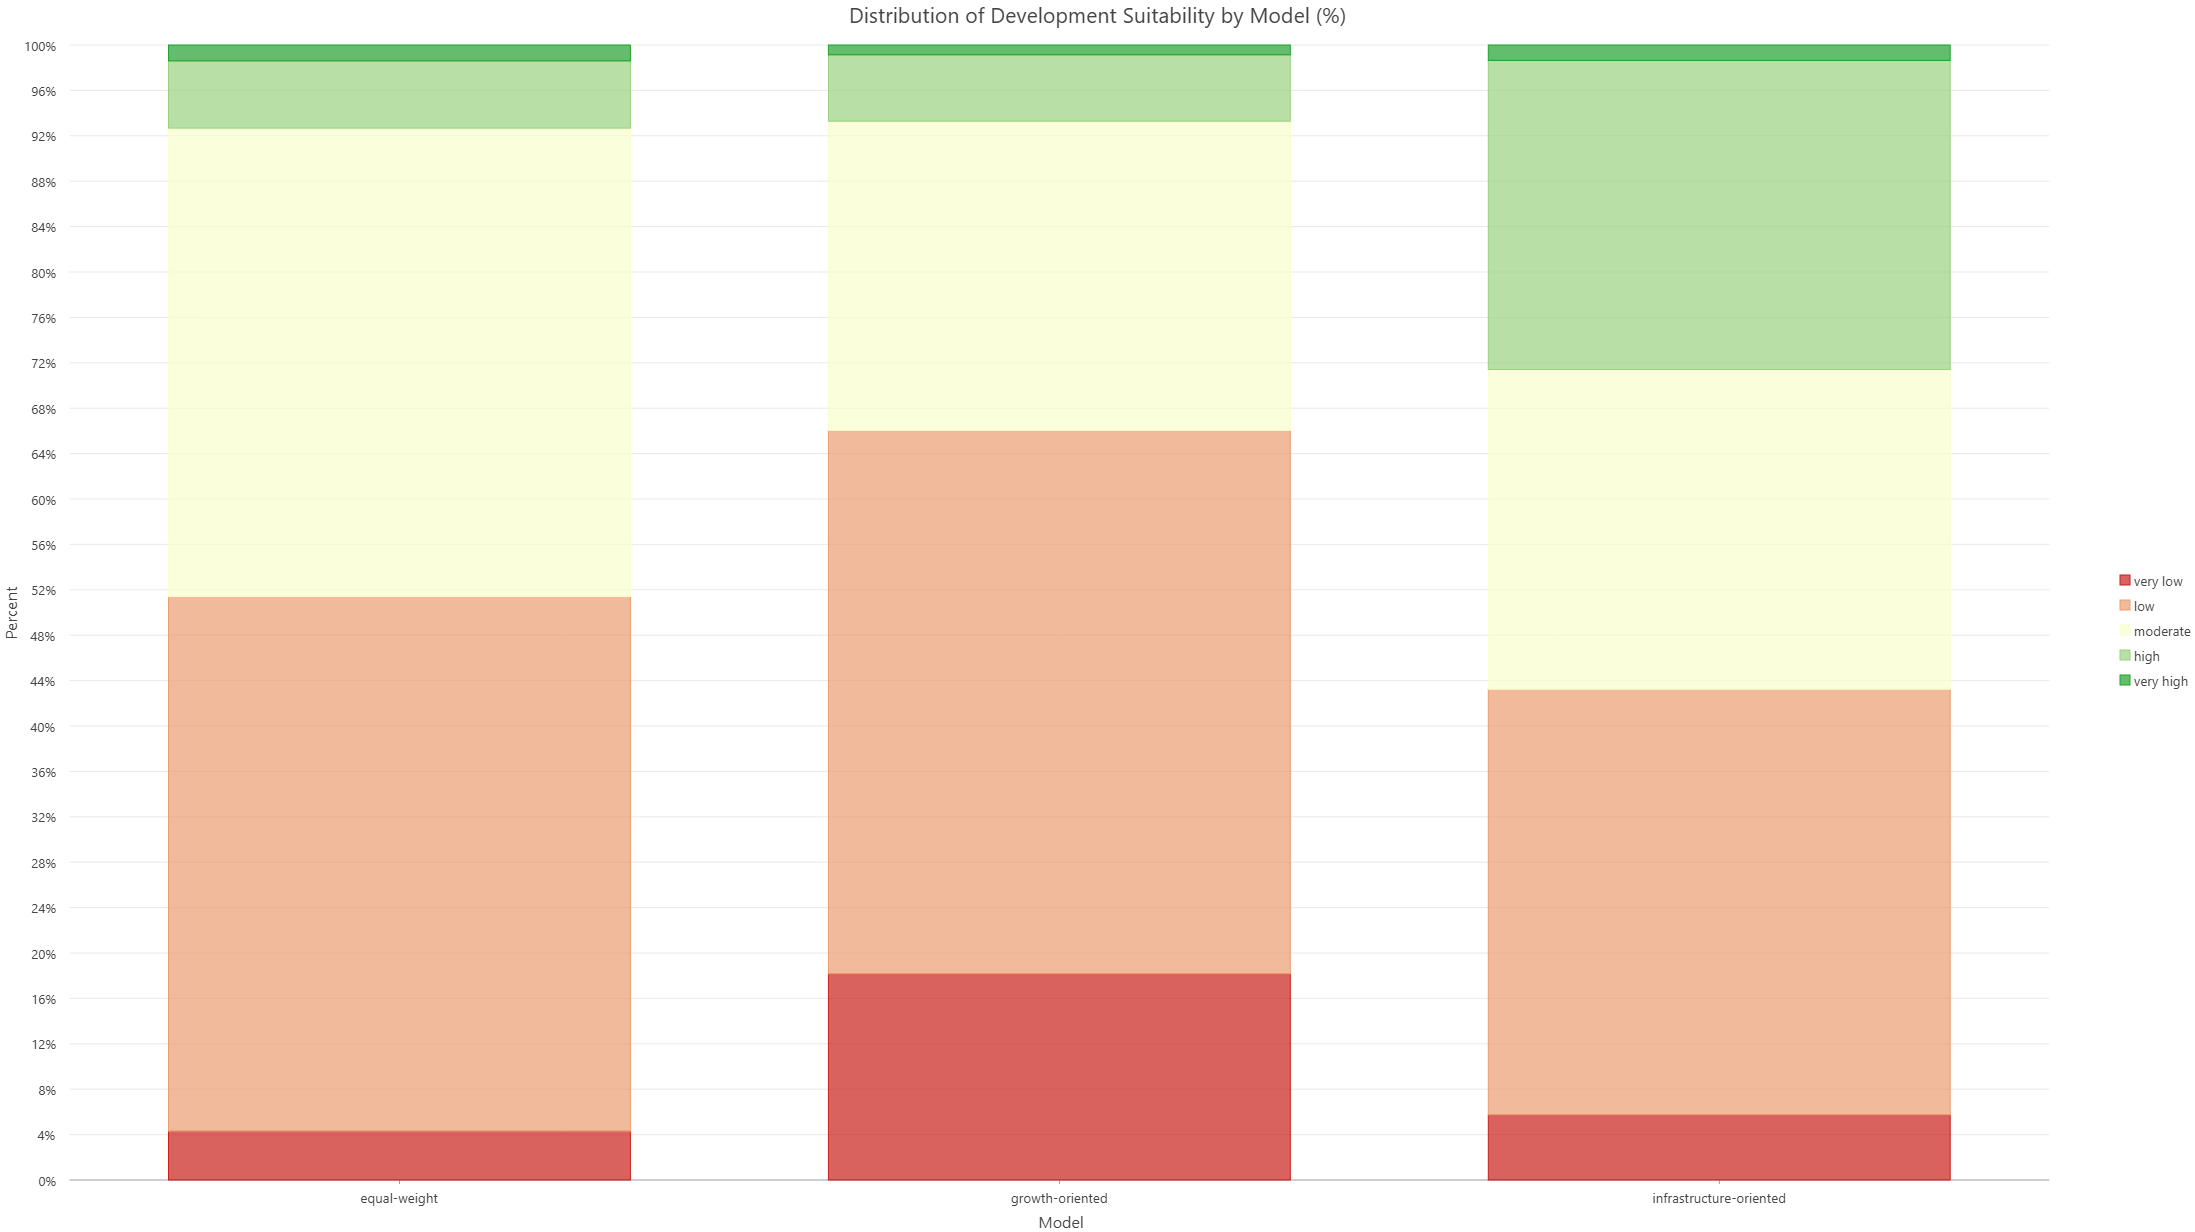 Distribution of Development Suitability by Model (%)
100%
96%
92%
88%
84%
80%
76%
72%
68%
64%
60%
56%
52%
48%
44%
40%
36%
32%
28%
24%
20%
16%
12%
8%
4%
0%
Percent
equal-weight
growth-oriented
infrastructure-oriented
Model
very low
low
moderate
high
very high